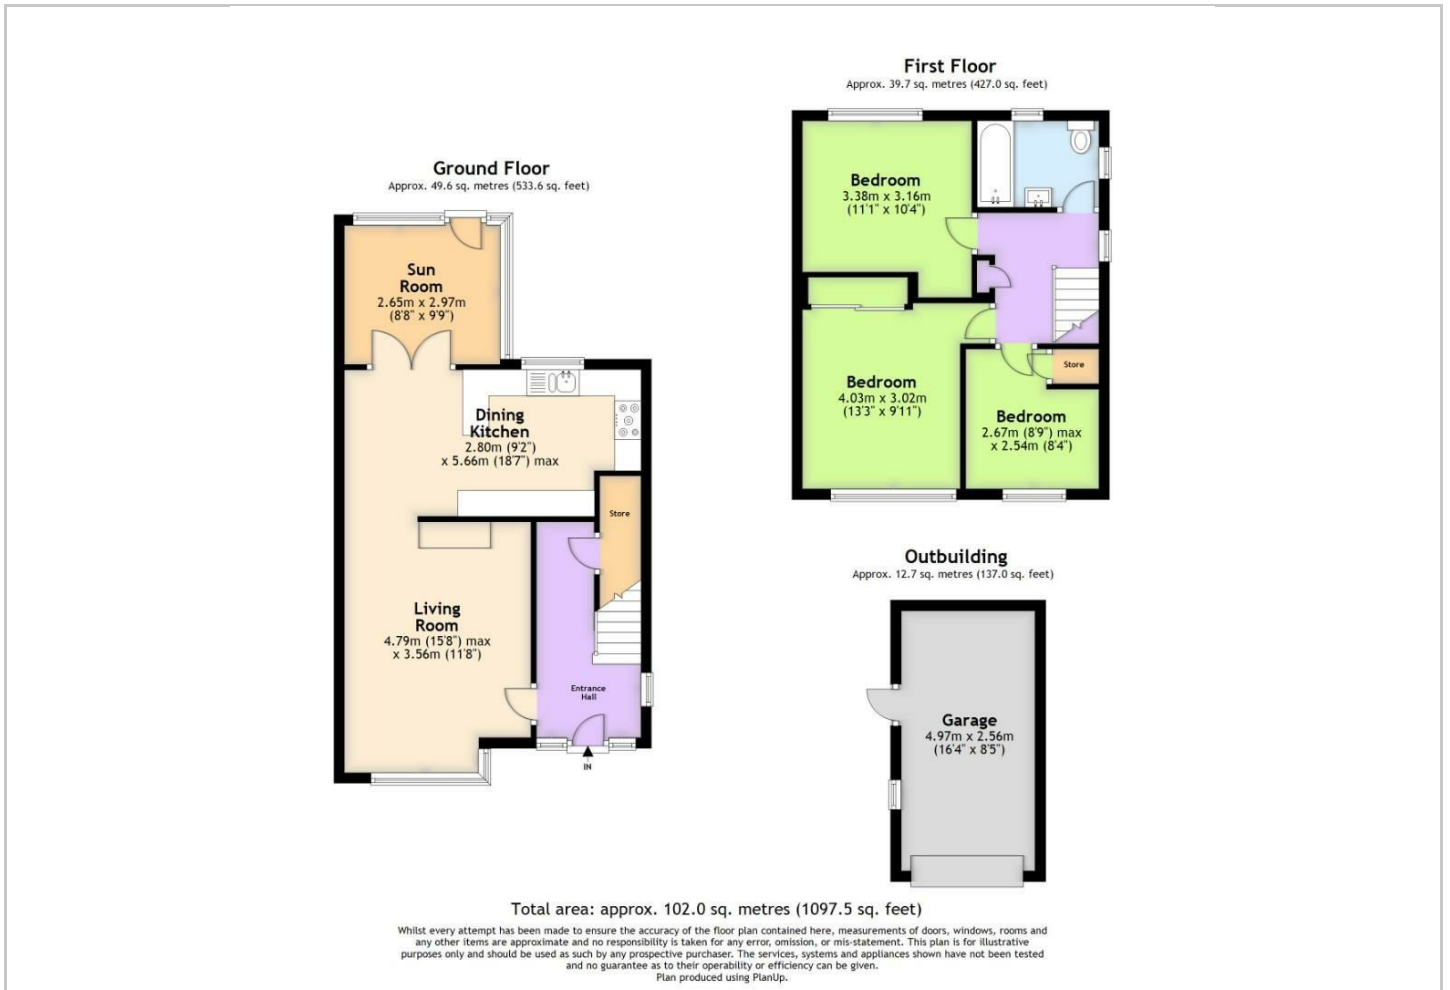 First Floor
Approx. 39.7 sq. metres (427.0 sq. feet)
Ground Floor
Approx. 49.6 sq. metres (533.6 sq. feet)
Bedroom
3.38m x 3.16m
(11'1" x 10'4")
Sun
Room
2.65m x 2.97m
(8'8" x 9'9")
Store
Bedroom
4.03m x 3.02m
(13'3" x 9'11")
Bedroom
2.67m (8'9") max
x 2.54m (8'4")
Dining
Kitchen
2.80m (9'2")
x 5.66m (18'7") max
Store
Outbuilding
Approx. 12.7 sq. metres (137.0 sq. feet)
Living
Room
4.79m (15'8") max
x 3.56m (11'8")
Entrance
Hall
IN
Garage
4.97m x 2.56m
(16'4" x 8'5")
Total area: approx. 102.0 sq. metres (1097.5 sq. feet)
Whilst every attempt has been made to ensure the accuracy of the floor plan contained here, measurements of doors, windows, rooms and
any other items are approximate and no responsibility is taken for any error, omission, or mis-statement. This plan is for illustrative
purposes only and should be used as such by any prospective purchaser. The services, systems and appliances shown have not been tested
and no guarantee as to their operability or efficiency can be given.
Plan produced using PlanUp.